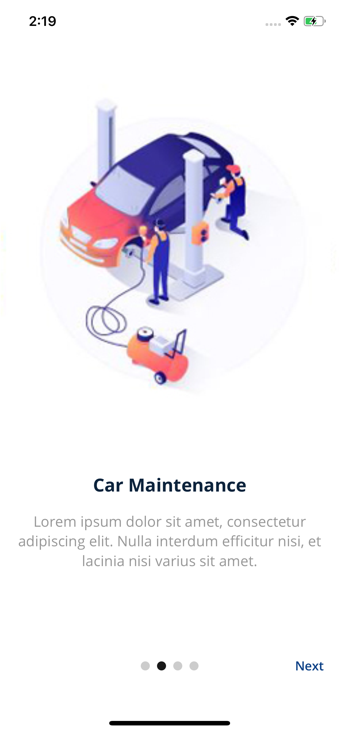 2:19
Car Maintenance
Lorem ipsum dolor sit amet, consectetur
adipiscing elit. Nulla interdum efficitur nisi, et
lacinia nisi varius sit amet.
Next